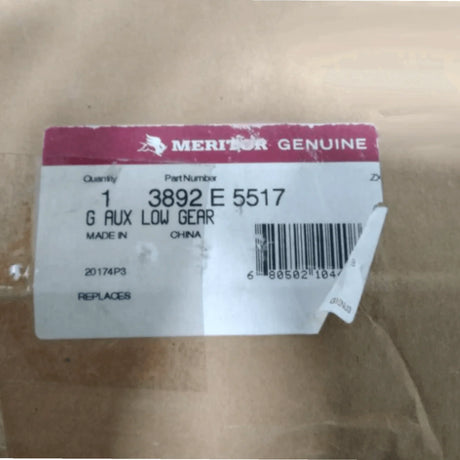 MERITOR GENUINE
Quantity Part Number
1 3892 E 5517
G AUX LOW GEAR
MADE IN CHINA
6 80502 104
20174P3
REPLACES